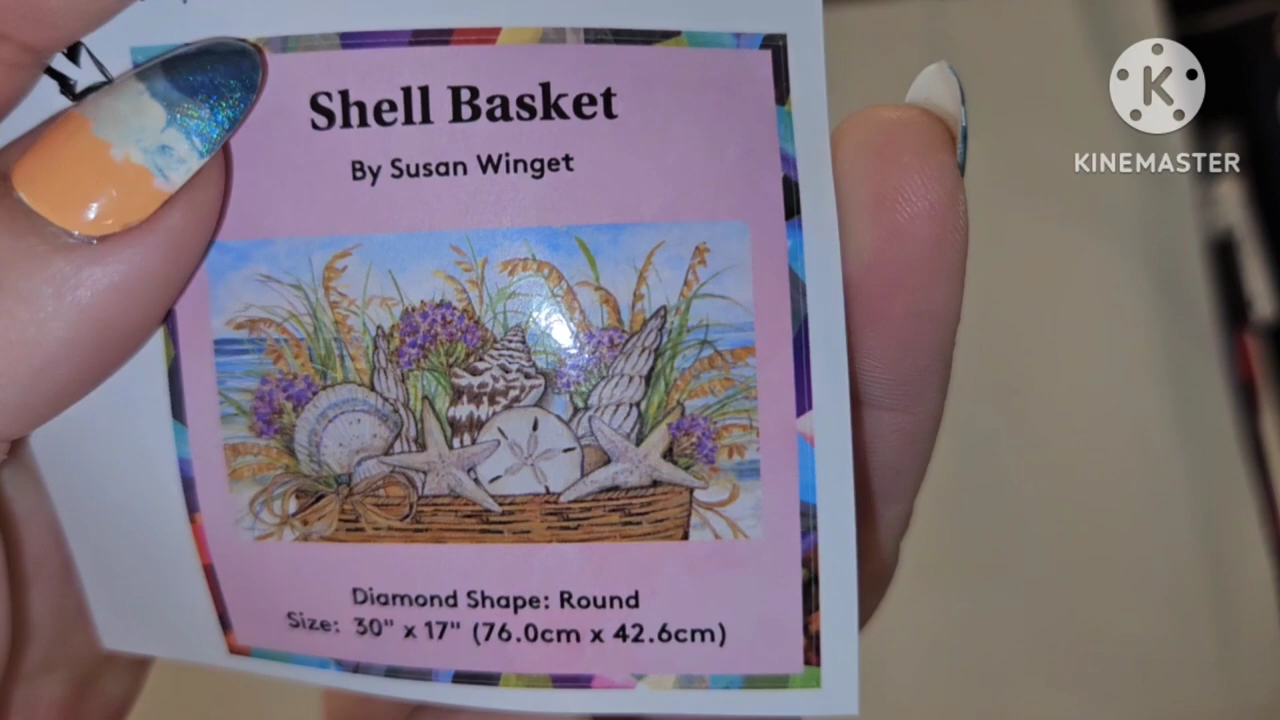 Shell Basket
By Susan Winget
Diamond Shape: Round
Size: 30" x 17" (76.0cm x 42.6cm)
K
KINEMASTER